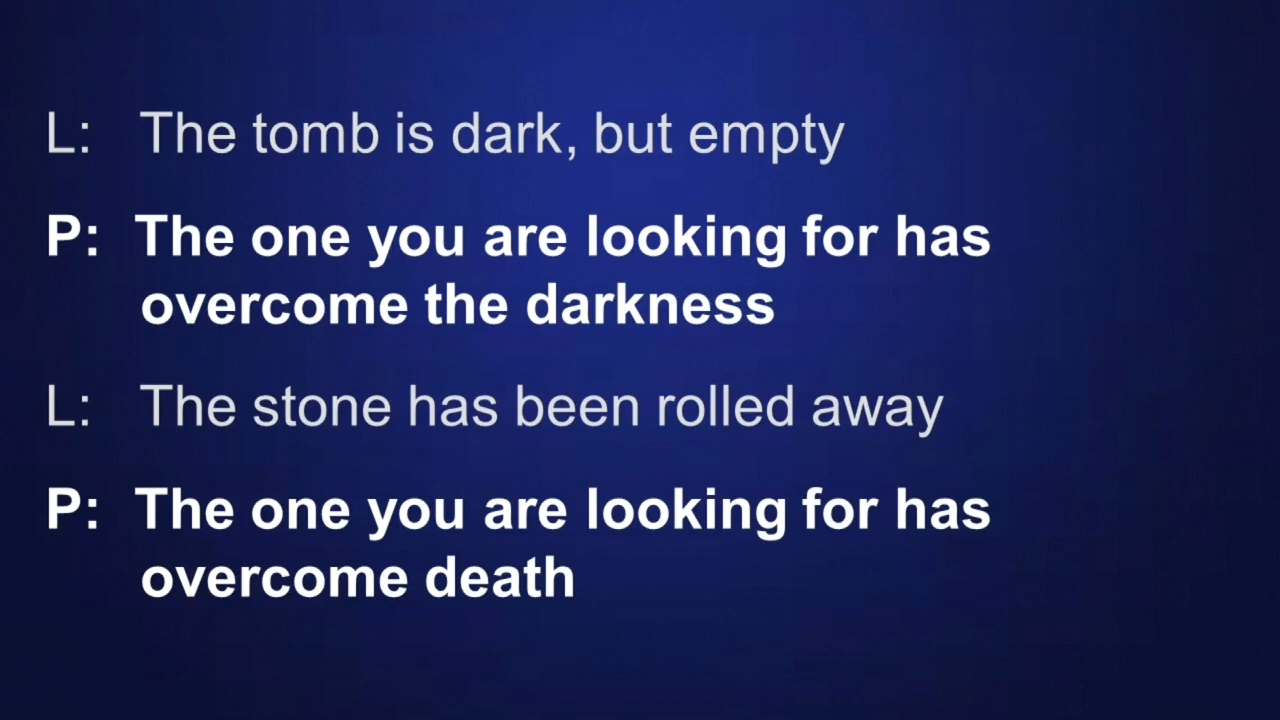 L: The tomb is dark, but empty
P: The one you are looking for has
overcome the darkness
L: The stone has been rolled away
P: The one you are looking for has
overcome death